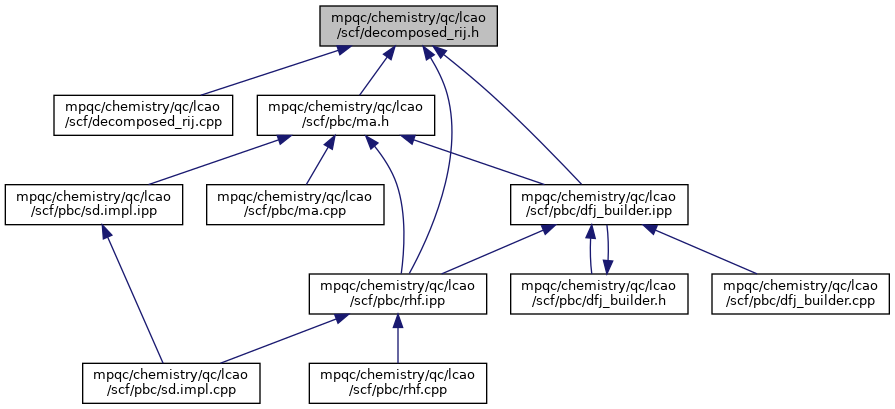 mpqc/chemistry/qc/lcao
/scf/decomposed_rij.h
mpqc/chemistry/qc/lcao
/scf/decomposed_rij.cpp
mpqc/chemistry/qc/lcao
/scf/pbc/ma.h
mpqc/chemistry/qc/lcao
/scf/pbc/sd.impl.ipp
mpqc/chemistry/qc/lcao
/scf/pbc/ma.cpp
mpqc/chemistry/qc/lcao
/scf/pbc/dfj_builder.ipp
mpqc/chemistry/qc/lcao
/scf/pbc/rhf.ipp
mpqc/chemistry/qc/lcao
/scf/pbc/dfj_builder.h
mpqc/chemistry/qc/lcao
/scf/pbc/dfj_builder.cpp
mpqc/chemistry/qc/lcao
/scf/pbc/sd.impl.cpp
mpqc/chemistry/qc/lcao
/scf/pbc/rhf.cpp